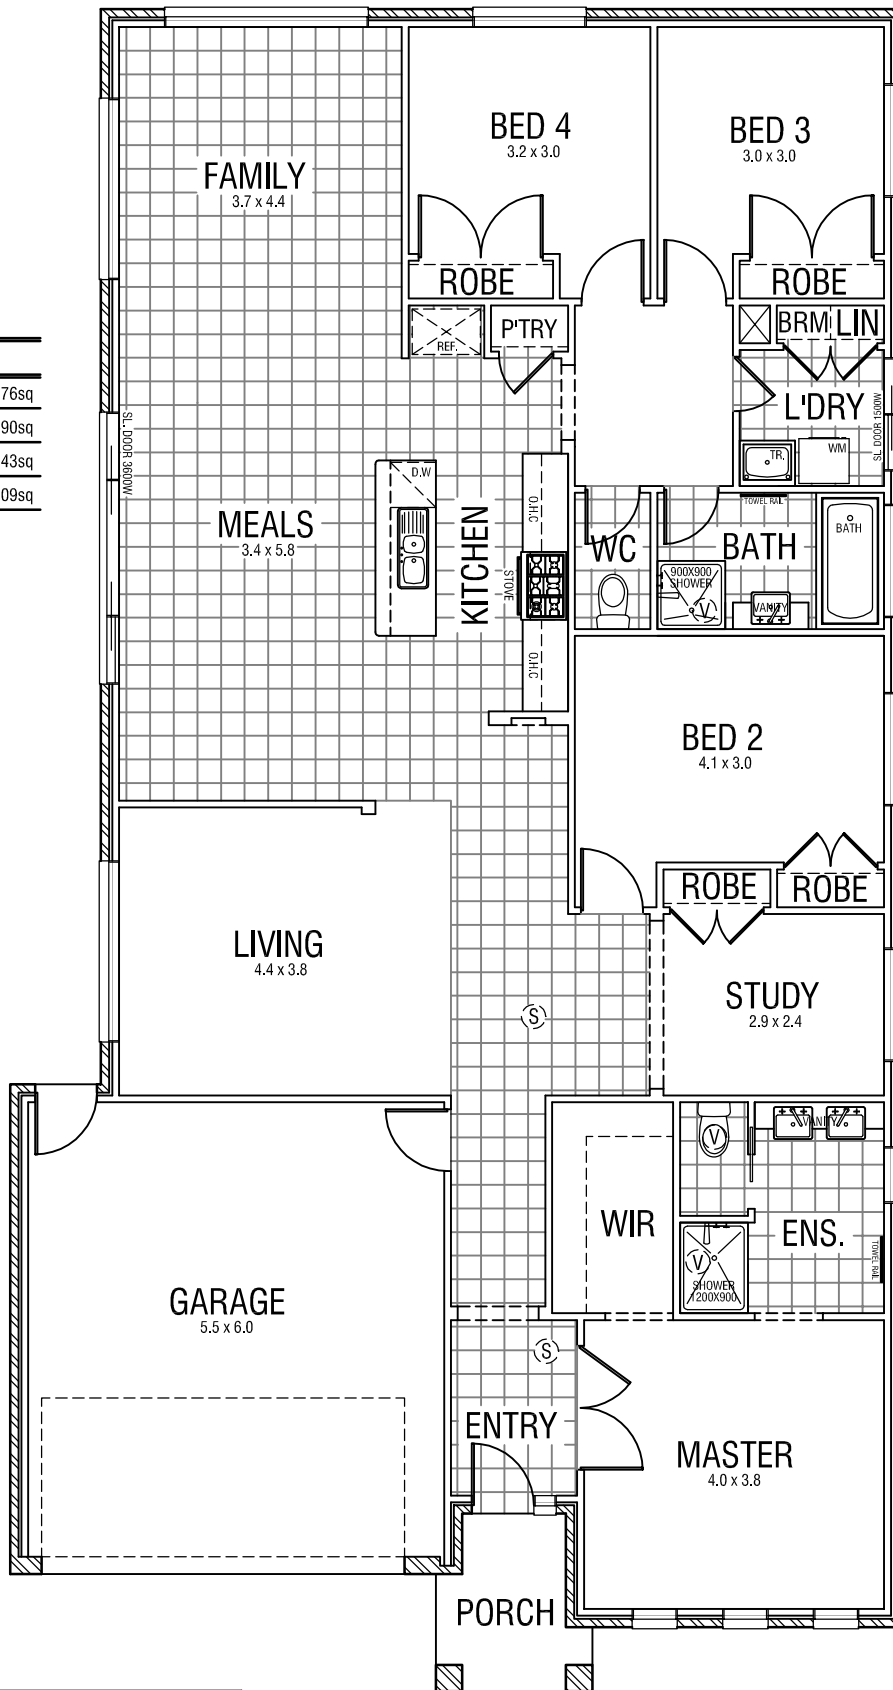 BED 4
3.2 x 3.0
BED 3
3.0 x 3.0
FAMILY
3.7 x 4.4
ROBE
ROBE
REF.
P'TRY
BRM
LIN
76sq
90sq
43sq
09sq
SL. DOOR 3600W
L'DRY
SL DOOR 1500W
TR.
WM
D.W
O.H.C
MEALS
3.4 x 5.8
KITCHEN
STOVE
O.H.C
WC
TOWEL RAIL
BATH
BATH
900X900
SHOWER
V
VANITY
BED 2
4.1 x 3.0
ROBE
ROBE
LIVING
4.4 x 3.8
STUDY
2.9 x 2.4
S
VANITY
V
WIR
ENS.
TOWEL RAIL
V
SHOWER
1200X900
GARAGE
5.5 x 6.0
S
ENTRY
MASTER
4.0 x 3.8
PORCH